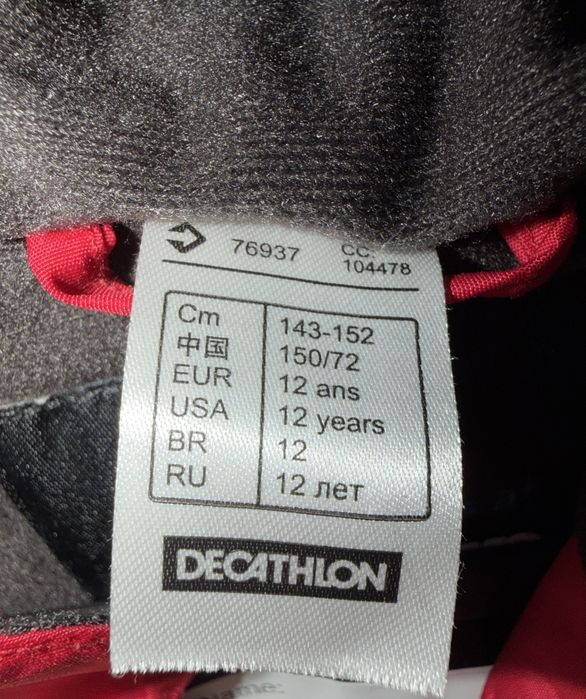 76937 CC:
104478
Cm 143-152
中国 150/72
EUR 12 ans
USA 12 years
BR 12
RU 12 лет
DECATHLON
name: